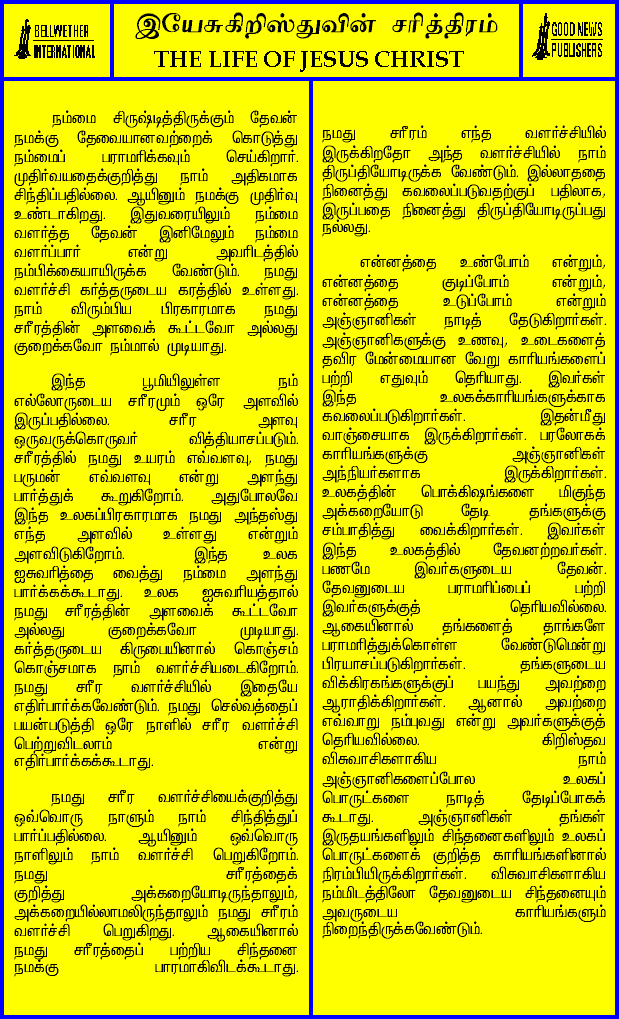 BELLWETHER
INTERNATIONAL
இயேசுகிறிஸ்துவின் சரித்திரம்
THE LIFE OF JESUS CHRIST
GOOD NEWS
PUBLISHERS
நம்மை சிருஷ்டித்திருக்கும் தேவன்
நமக்கு தேவையானவற்றைக் கொடுத்து
நம்மைப் பராமரிக்கவும் செய்கிறார்.
முதிர்வயதைக்குறித்து நாம் அதிகமாக
சிந்திப்பதில்லை. ஆயினும் நமக்கு முதிர்வு
உண்டாகிறது. இதுவரையிலும் நம்மை
வளர்த்த தேவன் இனிமேலும் நம்மை
வளர்ப்பார் என்று அவரிடத்தில்
நம்பிக்கையாயிருக்க வேண்டும். நமது
வளர்ச்சி கர்த்தருடைய கரத்தில் உள்ளது.
நாம் விரும்பிய பிரகாரமாக நமது
சரீரத்தின் அளவைக் கூட்டவோ அல்லது
குறைக்கவோ நம்மால் முடியாது.
இந்த பூமியிலுள்ள நம்
எல்லோருடைய சரீரமும் ஒரே அளவில்
இருப்பதில்லை. சரீர அளவு
ஒருவருக்கொருவர் வித்தியாசப்படும்.
சரீரத்தில் நமது உயரம் எவ்வளவு, நமது
பருமன் எவ்வளவு என்று அளந்து
பார்த்துக் கூறுகிறோம். அதுபோலவே
இந்த உலகப்பிரகாரமாக நமது அந்தஸ்து
எந்த அளவில் உள்ளது என்றும்
அளவிடுகிறோம். இந்த உலக
ஐசுவரித்தை வைத்து நம்மை அளந்து
பார்க்கக்கூடாது. உலக ஐசுவரியத்தால்
நமது சரீரத்தின் அளவைக் கூட்டவோ
அல்லது குறைக்கவோ முடியாது.
கர்த்தருடைய கிருபையினால் கொஞ்சம்
கொஞ்சமாக நாம் வளர்ச்சியடைகிறோம்.
நமது சரீர வளர்ச்சியில் இதையே
எதிர்பார்க்கவேண்டும். நமது செல்வத்தைப்
பயன்படுத்தி ஒரே நாளில் சரீர வளர்ச்சி
பெற்றுவிடலாம் என்று
எதிர்பார்க்கக்கூடாது.
நமது சரீர வளர்ச்சியைக்குறித்து
ஒவ்வொரு நாளும் நாம் சிந்தித்துப்
பார்ப்பதில்லை. ஆயினும் ஒவ்வொரு
நாளிலும் நாம் வளர்ச்சி பெறுகிறோம்.
நமது சரீரத்தைக்
குறித்து அக்கறையோடிருந்தாலும்,
அக்கறையில்லாமலிருந்தாலும் நமது சரீரம்
வளர்ச்சி பெறுகிறது. ஆகையினால்
நமது சரீரத்தைப் பற்றிய சிந்தனை
நமக்கு பாரமாகிவிடக்கூடாது.
நமது சரீரம் எந்த வளர்ச்சியில்
இருக்கிறதோ அந்த வளர்ச்சியில் நாம்
திருப்தியோடிருக்க வேண்டும். இல்லாததை
நினைத்து கவலைப்படுவதற்குப் பதிலாக,
இருப்பதை நினைத்து திருப்தியோடிருப்பது
நல்லது.
என்னத்தை உண்போம் என்றும்,
என்னத்தை குடிப்போம் என்றும்,
என்னத்தை உடுப்போம் என்றும்
அஞ்ஞானிகள் நாடித் தேடுகிறார்கள்.
அஞ்ஞானிகளுக்கு உணவு, உடைகளைத்
தவிர மேன்மையான வேறு காரியங்களைப்
பற்றி எதுவும் தெரியாது. இவர்கள்
இந்த உலகக்காரியங்களுக்காக
கவலைப்படுகிறார்கள். இதன்மீது
வாஞ்சையாக இருக்கிறார்கள். பரலோகக்
காரியங்களுக்கு அஞ்ஞானிகள்
அந்நியர்களாக இருக்கிறார்கள்.
உலகத்தின் பொக்கிஷங்களை மிகுந்த
அக்கறையோடு தேடி தங்களுக்கு
சம்பாதித்து வைக்கிறார்கள். இவர்கள்
இந்த உலகத்தில் தேவனற்றவர்கள்.
பணமே இவர்களுடைய தேவன்.
தேவனுடைய பராமரிப்பைப் பற்றி
இவர்களுக்குத் தெரியவில்லை.
ஆகையினால் தங்களைத் தாங்களே
பராமரித்துக்கொள்ள வேண்டுமென்று
பிரயாசப்படுகிறார்கள். தங்களுடைய
விக்கிரகங்களுக்குப் பயந்து அவற்றை
ஆராதிக்கிறார்கள். ஆனால் அவற்றை
எவ்வாறு நம்புவது என்று அவர்களுக்குத்
தெரியவில்லை. கிறிஸ்தவ
விசுவாசிகளாகிய நாம்
அஞ்ஞானிகளைப்போல உலகப்
பொருட்களை நாடித் தேடிப்போகக்
கூடாது. அஞ்ஞானிகள் தங்கள்
இருதயங்களிலும் சிந்தனைகளிலும் உலகப்
பொருட்களைக் குறித்த காரியங்களினால்
நிரம்பியிருக்கிறார்கள். விசுவாசிகளாகிய
நம்மிடத்திலோ தேவனுடைய சிந்தனையும்
அவருடைய காரியங்களும்
நிறைந்திருக்கவேண்டும்.